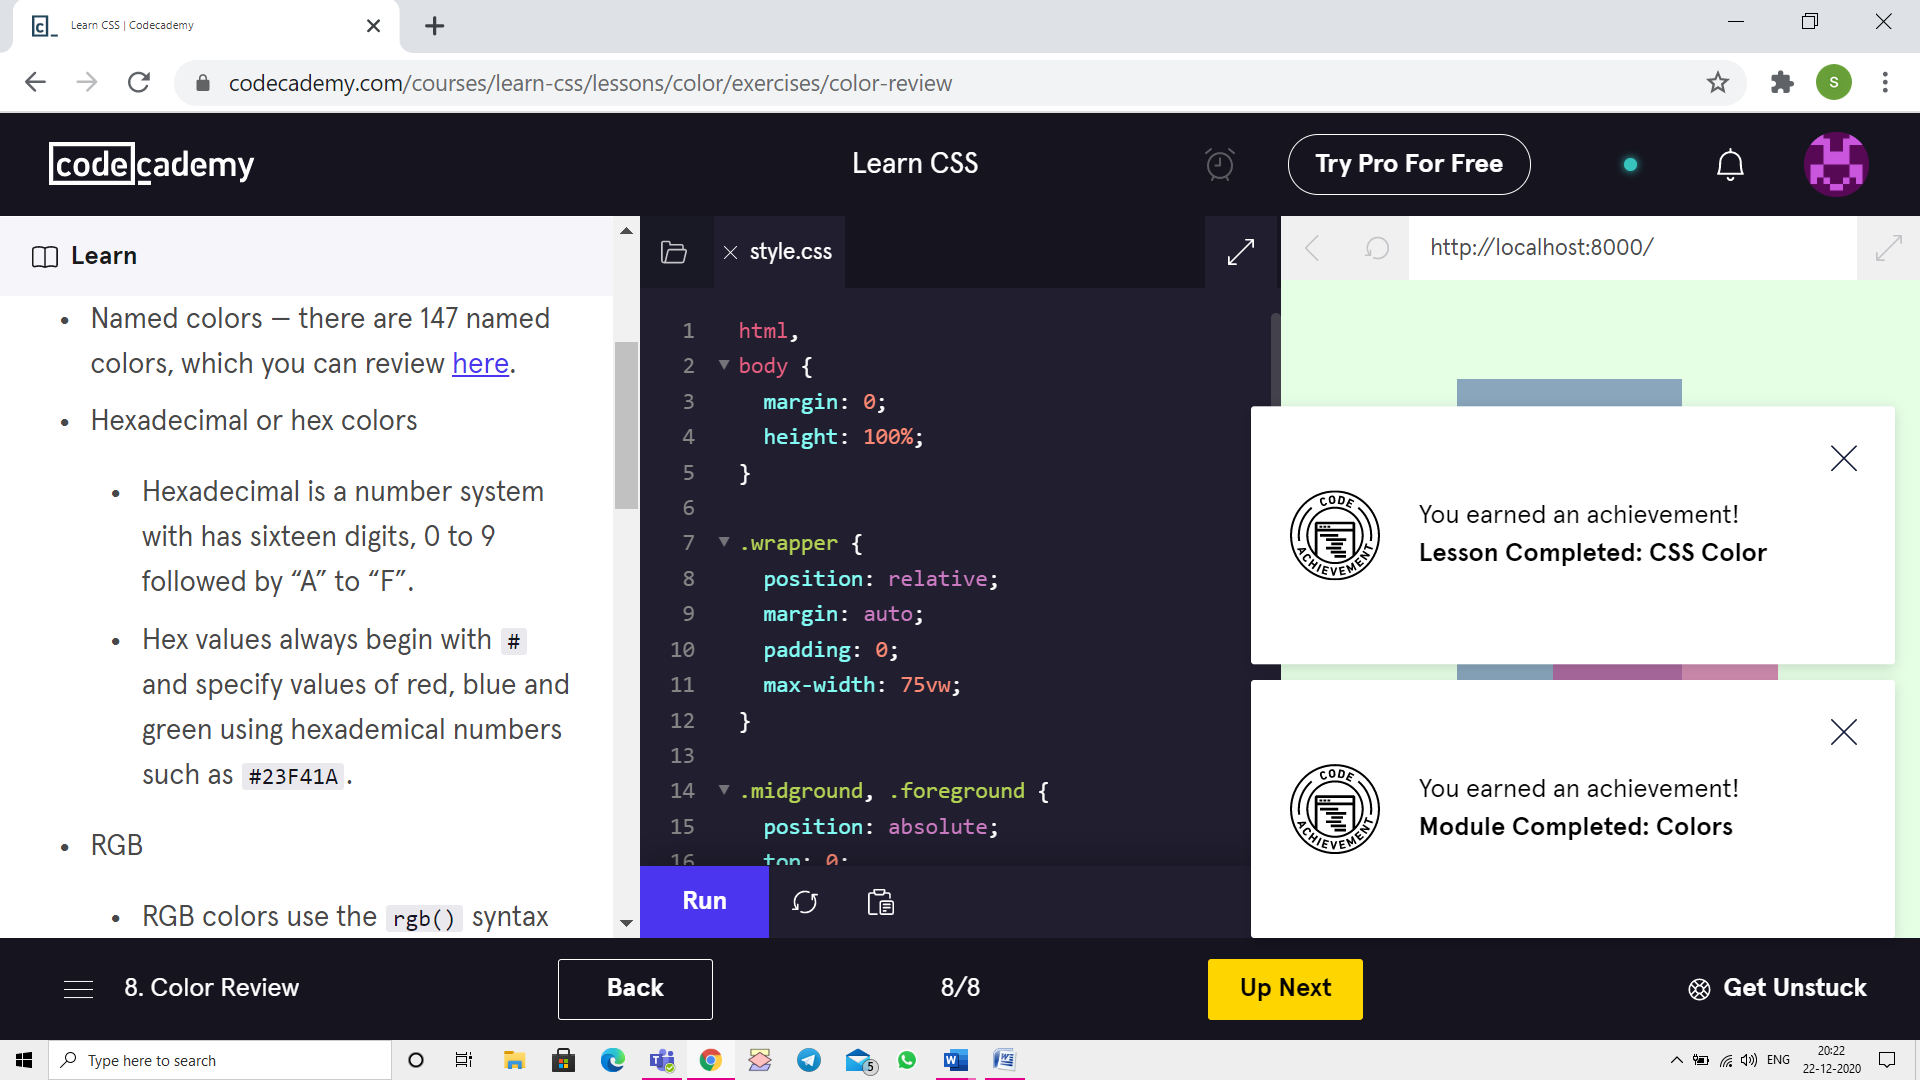 Learn CSS | Codecademy
codecademy.com/courses/learn-css/lessons/color/exercises/color-review
S
codecademy
Learn CSS
Try Pro For Free
Learn
Named colors — there are 147 named
colors, which you can review here.
Hexadecimal or hex colors
Hexadecimal is a number system
with has sixteen digits, 0 to 9
followed by “A” to “F”.
Hex values always begin with #
and specify values of red, blue and
green using hexademical numbers
such as #23F41A.
RGB
RGB colors use the rgb() syntax
style.css
1 html,
2 body {
3 margin: 0;
4 height: 100%;
5 }
6
7 .wrapper {
8 position: relative;
9 margin: auto;
10 padding: 0;
11 max-width: 75vw;
12 }
13
14 .midground, .foreground {
15 position: absolute;
16 top: 0;
Run
http://localhost:8000/
CODE
ACHIEVEMENT
You earned an achievement!
Lesson Completed: CSS Color
CODE
ACHIEVEMENT
You earned an achievement!
Module Completed: Colors
8. Color Review
Back
8/8
Up Next
Get Unstuck
Type here to search
5
ENG
20:22
22-12-2020